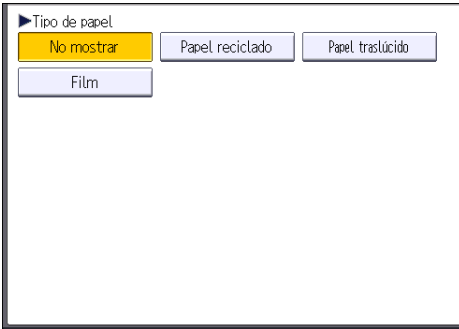 ▶Tipo de papel
No mostrar Papel reciclado Papel traslúcido
Film